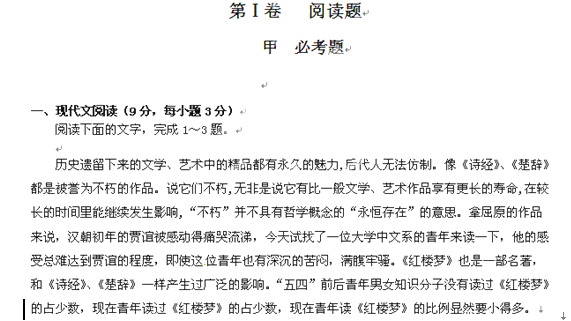 第Ⅰ卷 阅读题
甲 必考题
一、现代文阅读（9分，每小题3分）
阅读下面的文字，完成1～3题。
历史遗留下来的文学、艺术中的精品都有永久的魅力,后代人无法仿制。像《诗经》、《楚辞》
都是被誉为不朽的作品。说它们不朽,无非是说它有比一般文学、艺术作品享有更长的寿命,在较
长的时间里能继续发生影响,“不朽”并不具有哲学概念的“永恒存在”的意思。拿屈原的作品
来说，汉朝初年的贾谊被感动得痛哭流涕，今天试找了一位大学中文系的青年来读一下，他的感
受总难达到贾谊的程度，即使这位青年也有深沉的苦闷，满腹牢骚。《红楼梦》也是一部名著，
和《诗经》、《楚辞》一样产生过广泛的影响。“五四”前后青年男女知识分子没有读过《红楼梦》
的占少数，现在青年读过《红楼梦》的占少数，现在青年读《红楼梦》的比例显然要小得多。